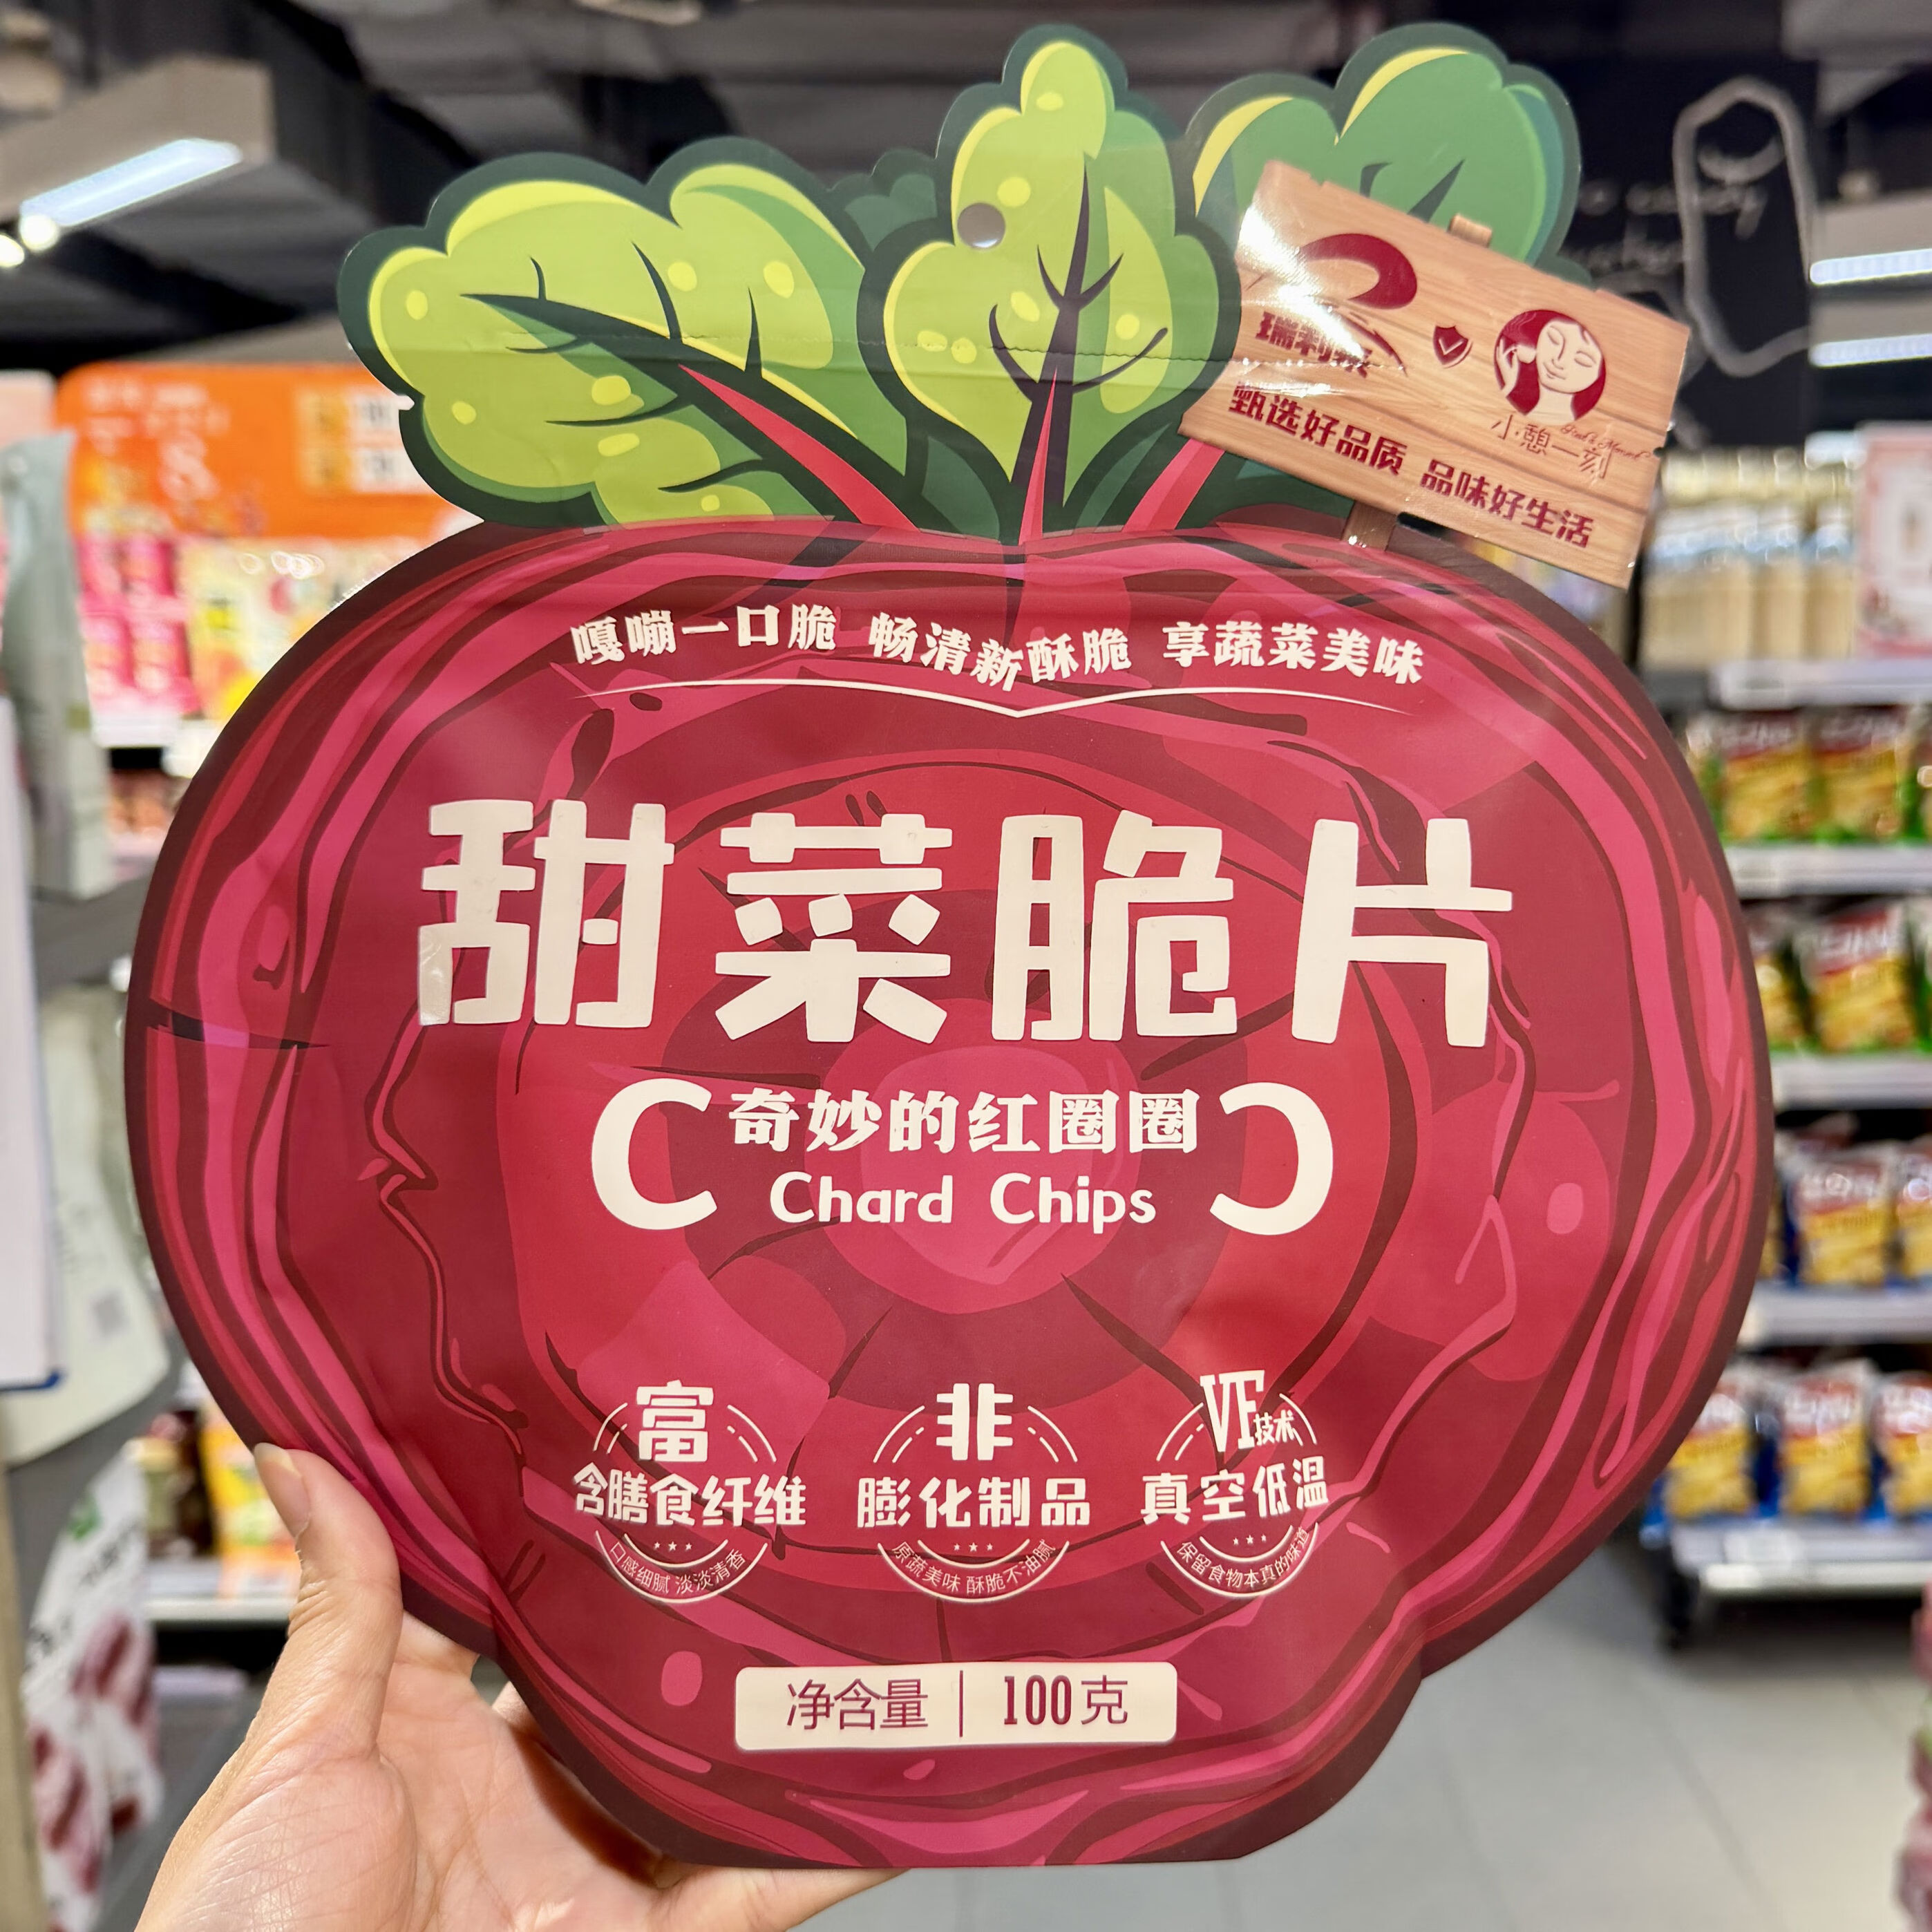 小憩一刻
甄选好品质 品味好生活
嘎嘣一口脆 畅清新酥脆 享蔬菜美味
甜菜脆片
奇妙的红圈圈
Chard Chips
富
含膳食纤维
口感细腻 淡淡清香
非
膨化制品
原蔬美味 酥脆不油腻
VF技术
真空低温
保留食物本真的味道
净含量 100克